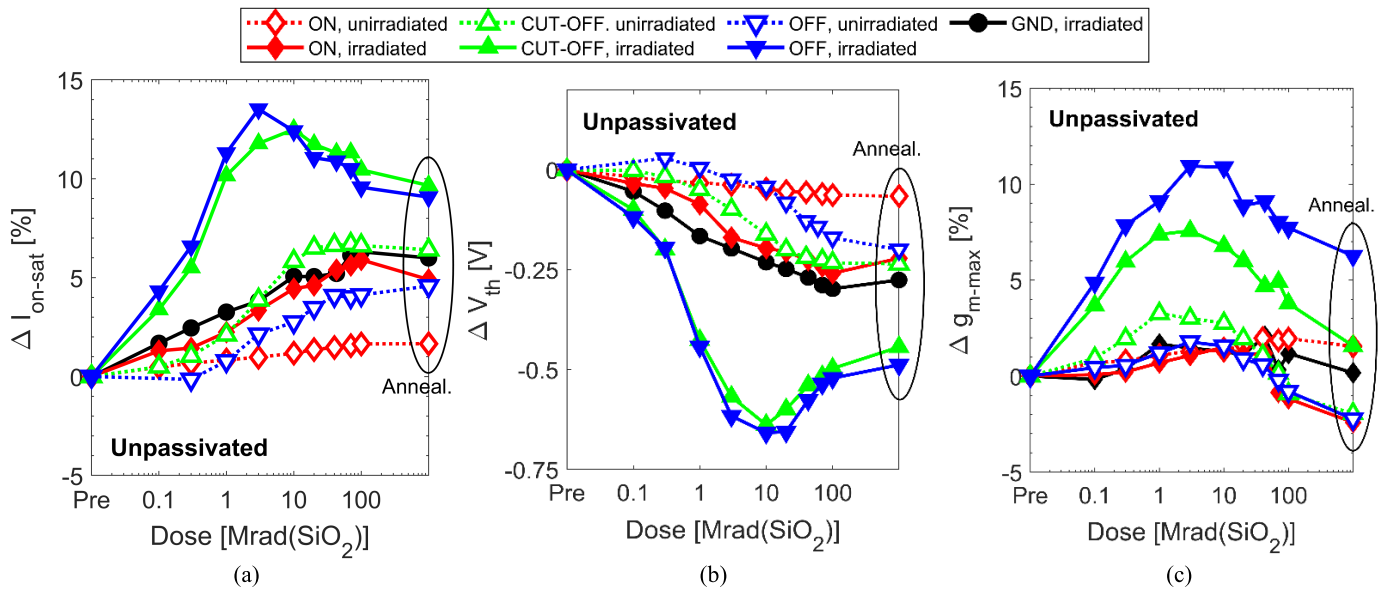 ON, unirradiated CUT-OFF. unirradiated OFF, unirradiated GND, irradiated
ON, irradiated CUT-OFF, irradiated OFF, irradiated
15
10
5
0
-5
Δ I_on-sat [%]
Unpassivated
Anneal.
Pre 0.1 1 10 100
Dose [Mrad(SiO₂)]
(a)
0
-0.25
-0.5
-0.75
Δ V_th [V]
Unpassivated
Anneal.
Pre 0.1 1 10 100
Dose [Mrad(SiO₂)]
(b)
15
10
5
0
-5
Δ g_m-max [%]
Unpassivated
Anneal.
Pre 0.1 1 10 100
Dose [Mrad(SiO₂)]
(c)